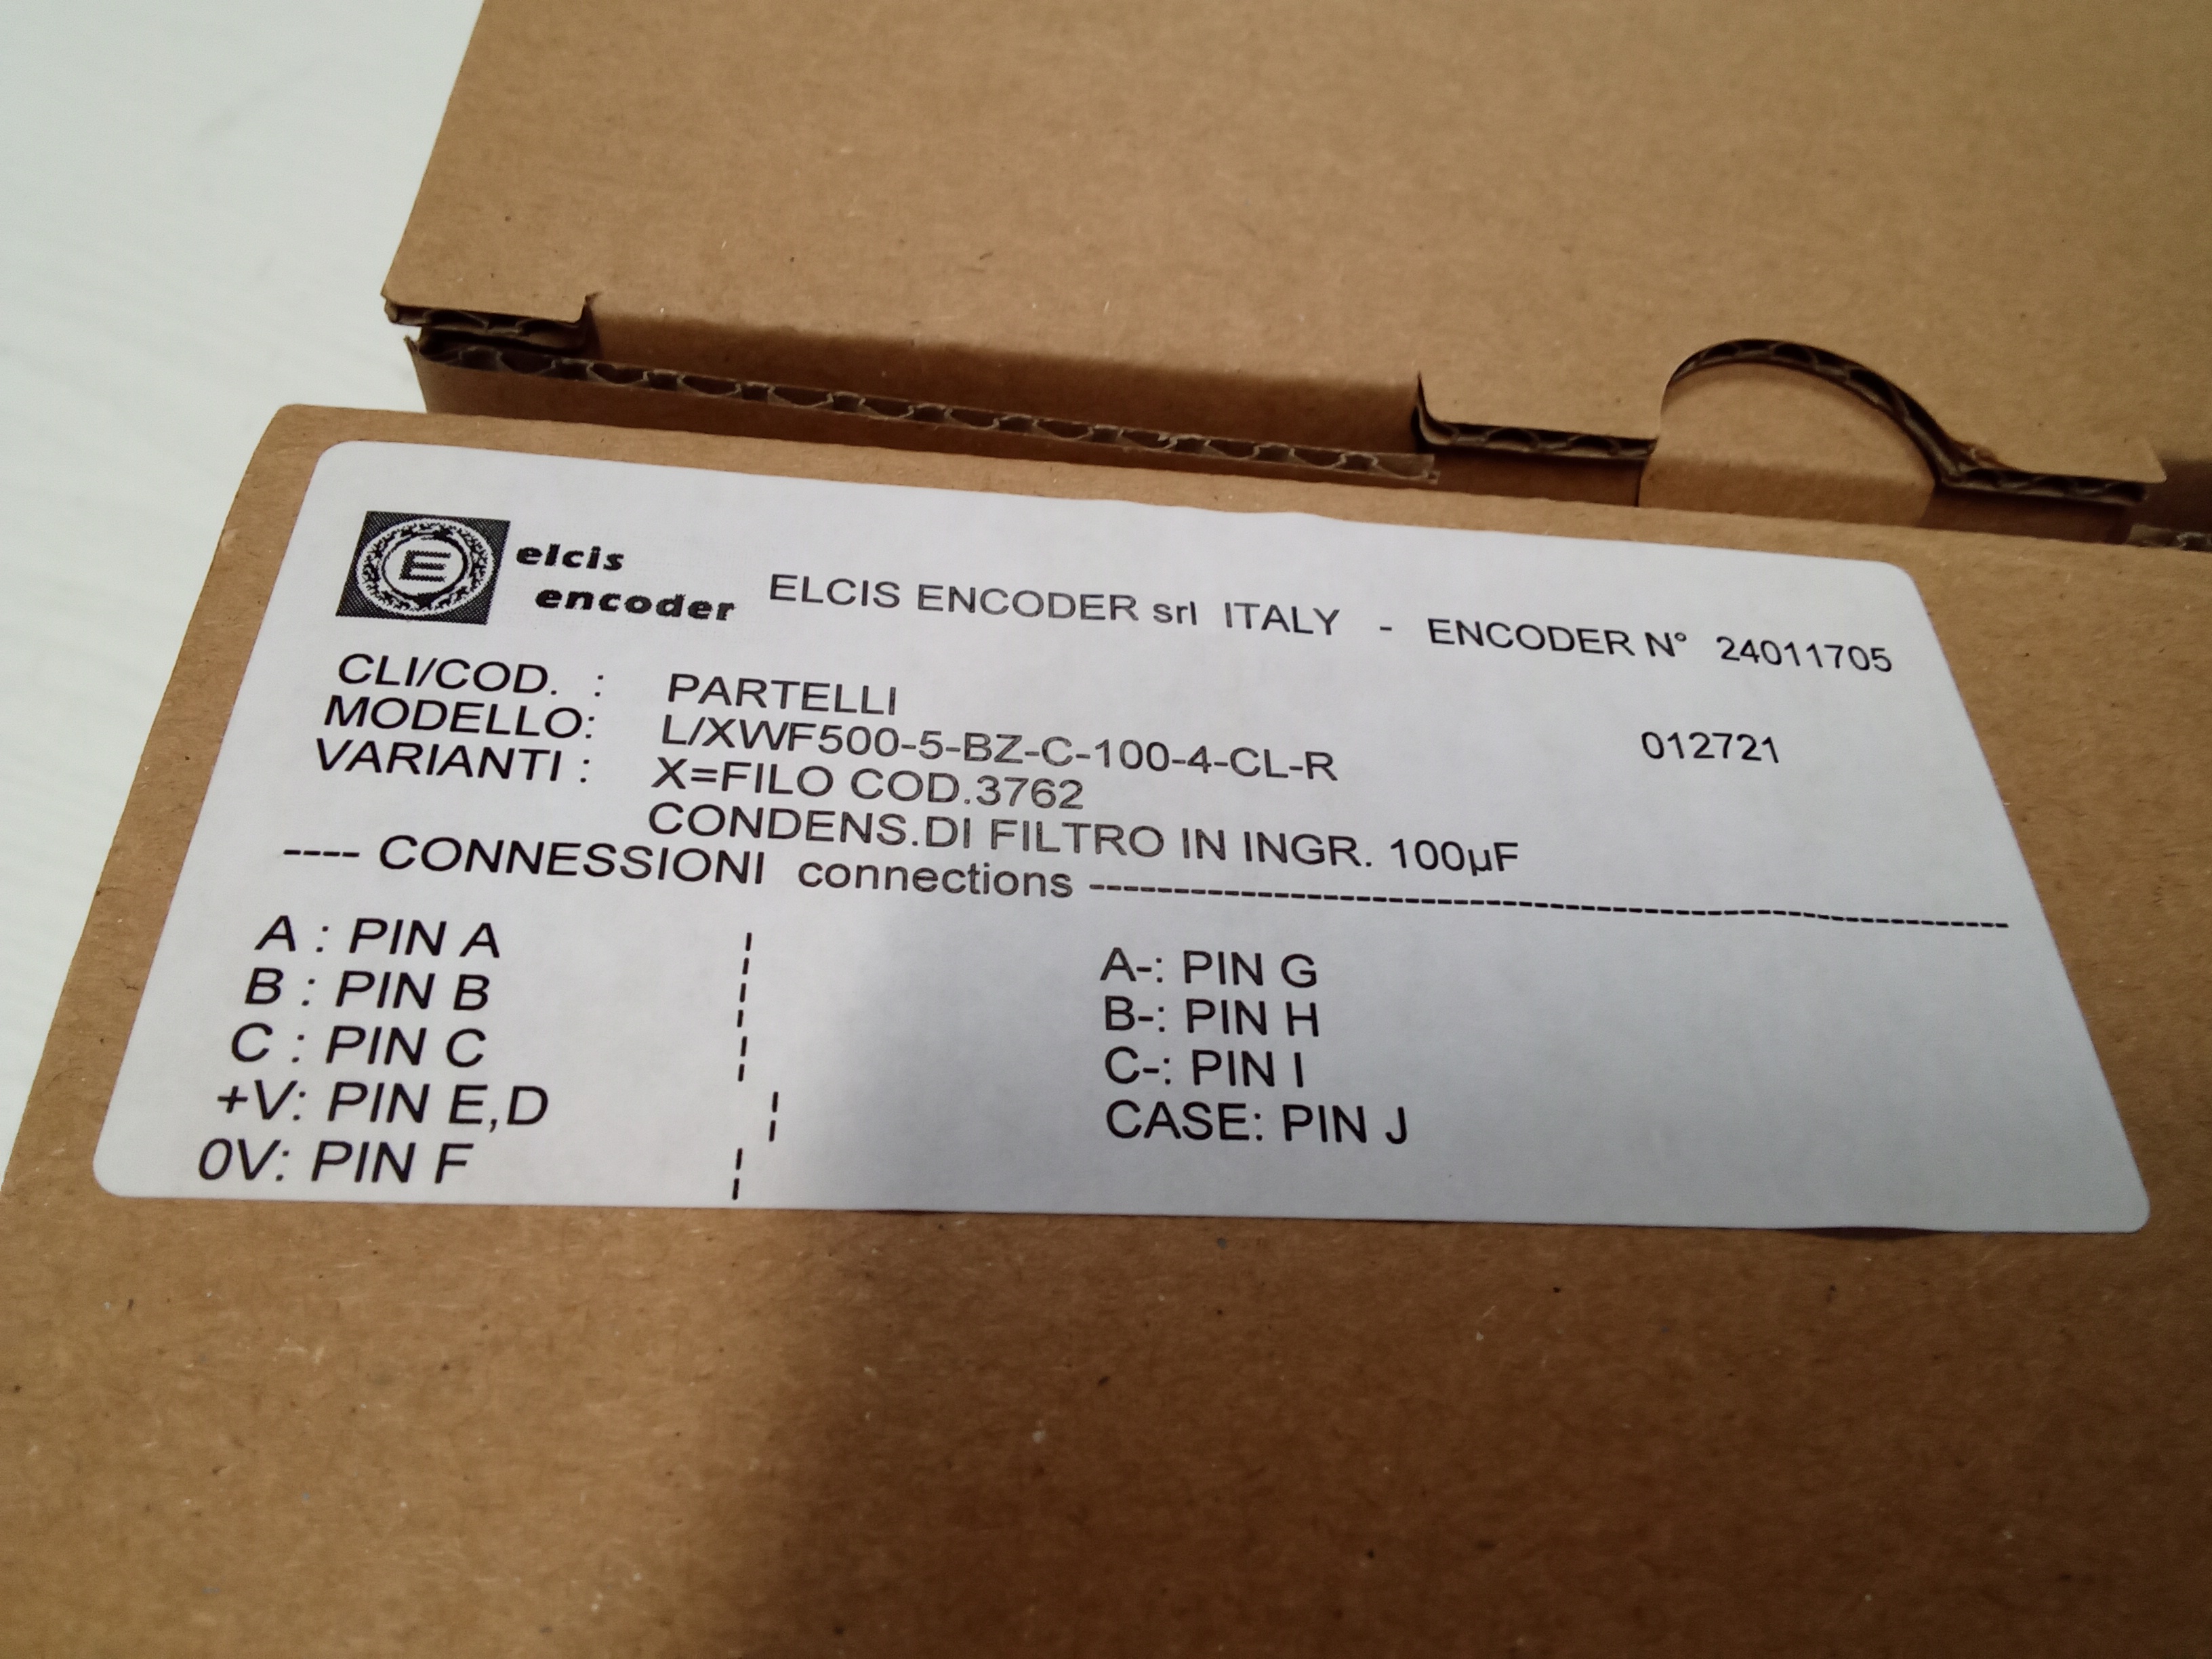 E
elcis
encoder
ELCIS ENCODER srl ITALY - ENCODER N° 24011705
CLI/COD. : PARTELLI
MODELLO: L/XWF500-5-BZ-C-100-4-CL-R 012721
VARIANTI : X=FILO COD.3762
CONDENS.DI FILTRO IN INGR. 100µF
---- CONNESSIONI connections ----------------------------------------------------
A : PIN A ¦ A-: PIN G
B : PIN B ¦ B-: PIN H
C : PIN C ¦ C-: PIN I
+V: PIN E,D ¦ CASE: PIN J
0V: PIN F ¦